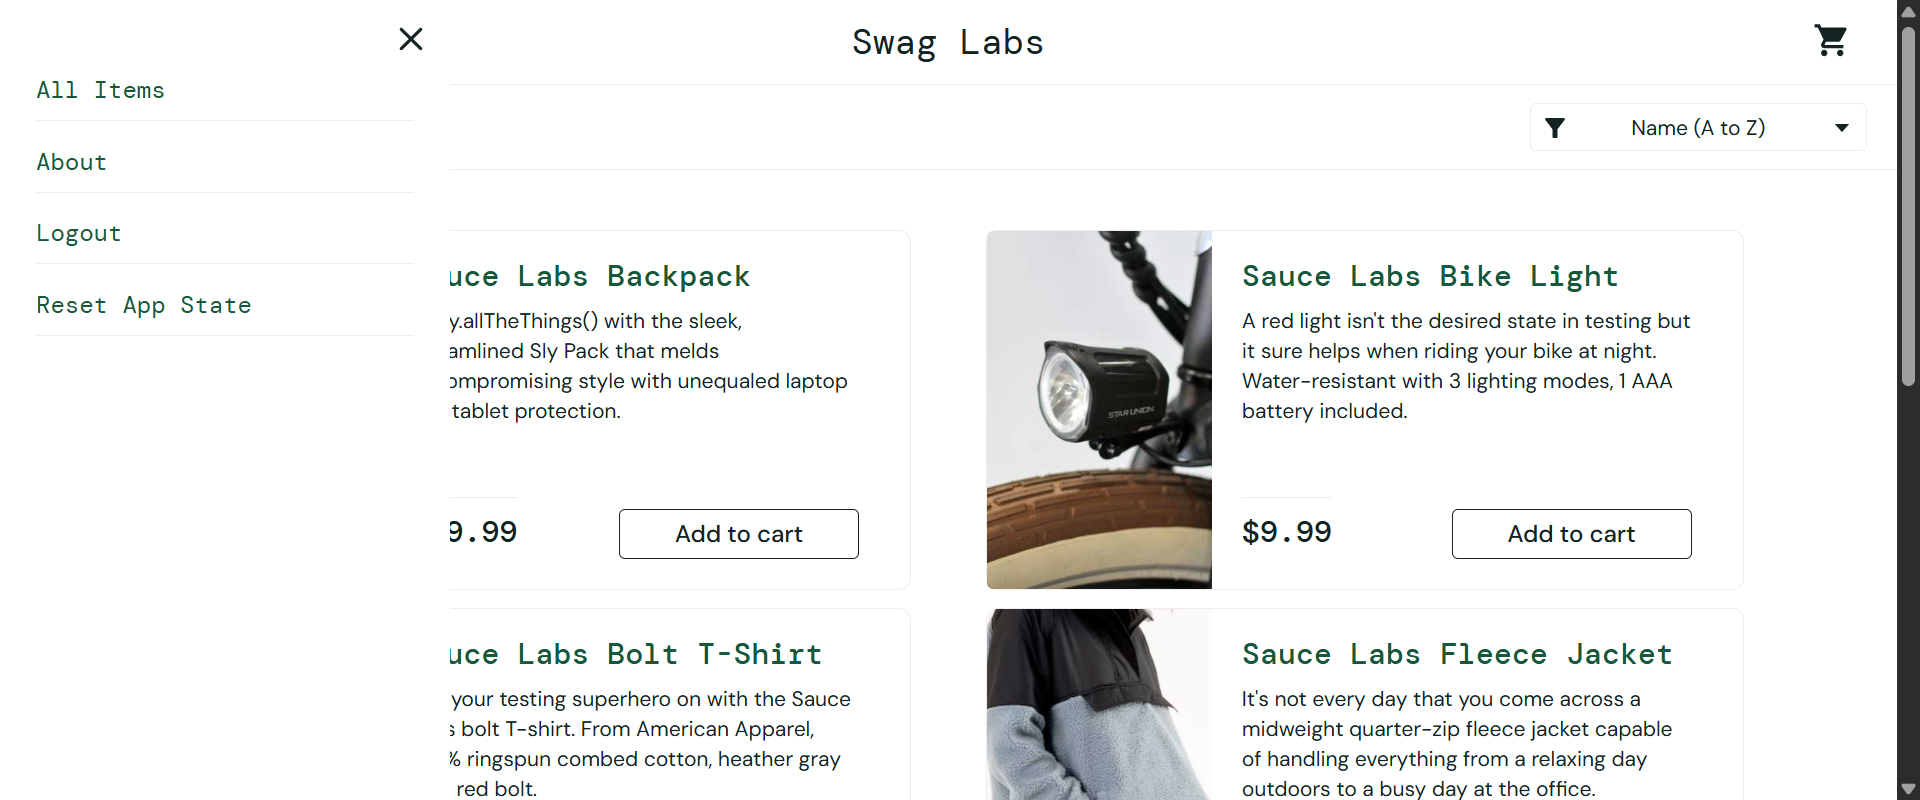 Swag Labs
All Items
About
Logout
Reset App State
Name (A to Z)
uce Labs Backpack
y.allTheThings() with the sleek,
amlined Sly Pack that melds
ompromising style with unequaled laptop
tablet protection.
9.99
Add to cart
Sauce Labs Bike Light
A red light isn't the desired state in testing but
it sure helps when riding your bike at night.
Water-resistant with 3 lighting modes, 1 AAA
battery included.
$9.99
Add to cart
STAR UNION
uce Labs Bolt T-Shirt
your testing superhero on with the Sauce
s bolt T-shirt. From American Apparel,
% ringspun combed cotton, heather gray
red bolt.
Sauce Labs Fleece Jacket
It's not every day that you come across a
midweight quarter-zip fleece jacket capable
of handling everything from a relaxing day
outdoors to a busy day at the office.